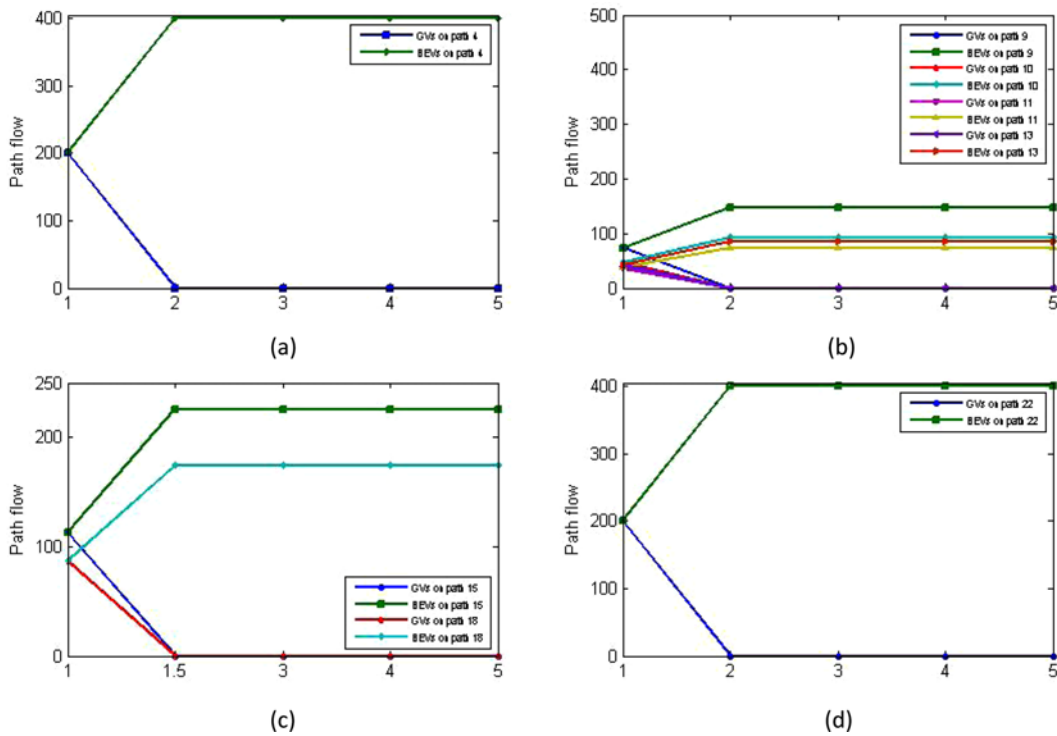 400
300
200
100
0
Path flow
1 2 3 4 5
GVs on path 4
BEVs on path 4
(a)
500
400
300
200
100
0
Path flow
1 2 3 4 5
GVs on path 9
BEVs on path 9
GVs on path 10
BEVs on path 10
GVs on path 11
BEVs on path 11
GVs on path 13
BEVs on path 13
(b)
250
200
100
0
Path flow
1 1.5 3 4 5
GVs on path 15
BEVs on path 15
GVs on path 18
BEVs on path 18
(c)
400
300
200
100
0
Path flow
1 2 3 4 5
GVs on path 22
BEVs on path 22
(d)